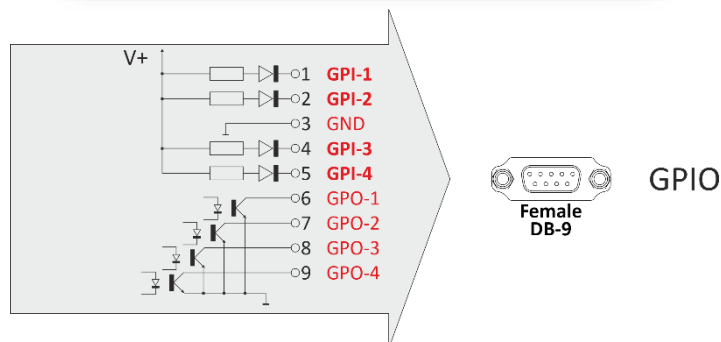 V+
1 GPI-1
2 GPI-2
3 GND
4 GPI-3
5 GPI-4
6 GPO-1
7 GPO-2
8 GPO-3
9 GPO-4
Female
DB-9
GPIO